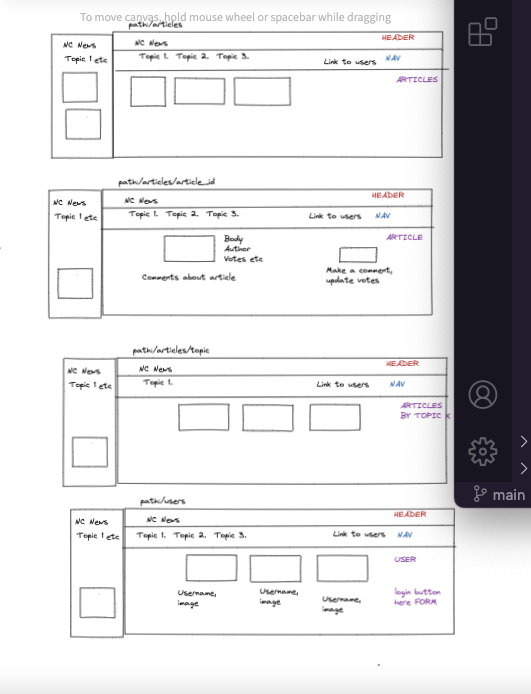 To move canvas, hold mouse wheel or spacebar while dragging
path:/articles
NC News
Topic 1 etc
NC News
HEADER
Topic 1. Topic 2. Topic 3.
Link to users
NAV
ARTICLES
path:/articles/article_id
NC News
Topic 1 etc
NC News
HEADER
Topic 1. Topic 2. Topic 3.
Link to users
NAV
ARTICLE
Body
Author
Votes etc
Comments about article
Make a comment,
update votes
path:/articles/topic
NC News
Topic 1 etc
NC News
HEADER
Topic 1.
Link to users
NAV
ARTICLES
BY TOPIC X
path:/users
NC News
Topic 1 etc
NC News
HEADER
Topic 1. Topic 2. Topic 3.
Link to users
NAV
USER
Username,
image
Username,
image
Username,
image
login button
here FORM
main